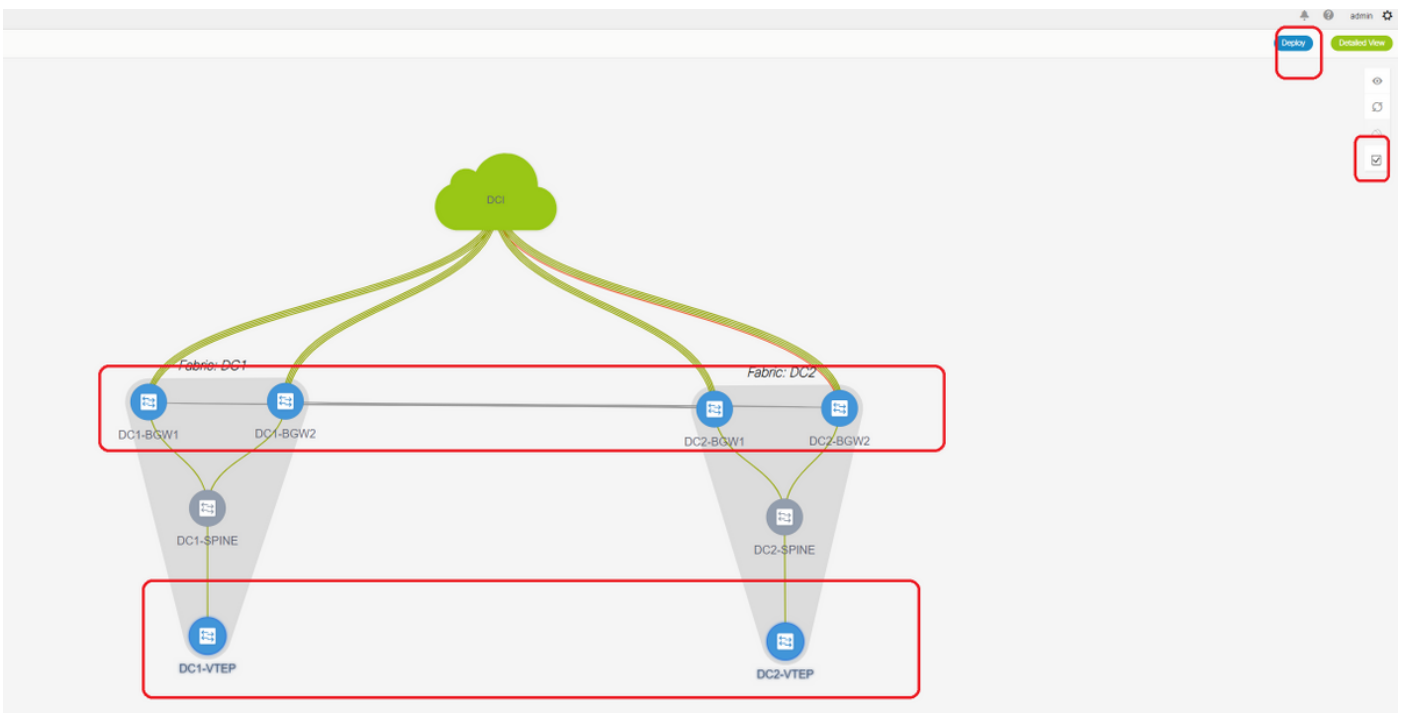 admin
Deploy
Detailed View
DCI
Fabric: DC1
Fabric: DC2
DC1-BGW1
DC1-BGW2
DC2-BGW1
DC2-BGW2
DC1-SPINE
DC2-SPINE
DC1-VTEP
DC2-VTEP